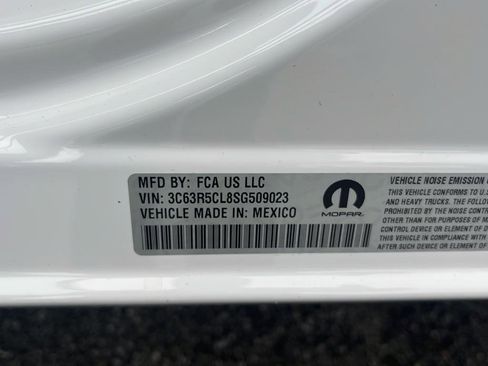 MFD BY: FCA US LLC
VIN: 3C63R5CL8SG509023
VEHICLE MADE IN: MEXICO
MOPAR
VEHICLE NOISE EMISSION
THIS VEHICLE CONFORMS TO U.S.
AND HEAVY TRUCKS. THE FOLLOW
PROHIBITED BY THE NOISE CONTR
OTHER THAN FOR PURPOSES OF M
CONTROL DEVICE OR ELEMENT OF D
THIS VEHICLE IN COMPLIANCE WITH
AFTER SUCH DEVICE OR ELEMENT OF